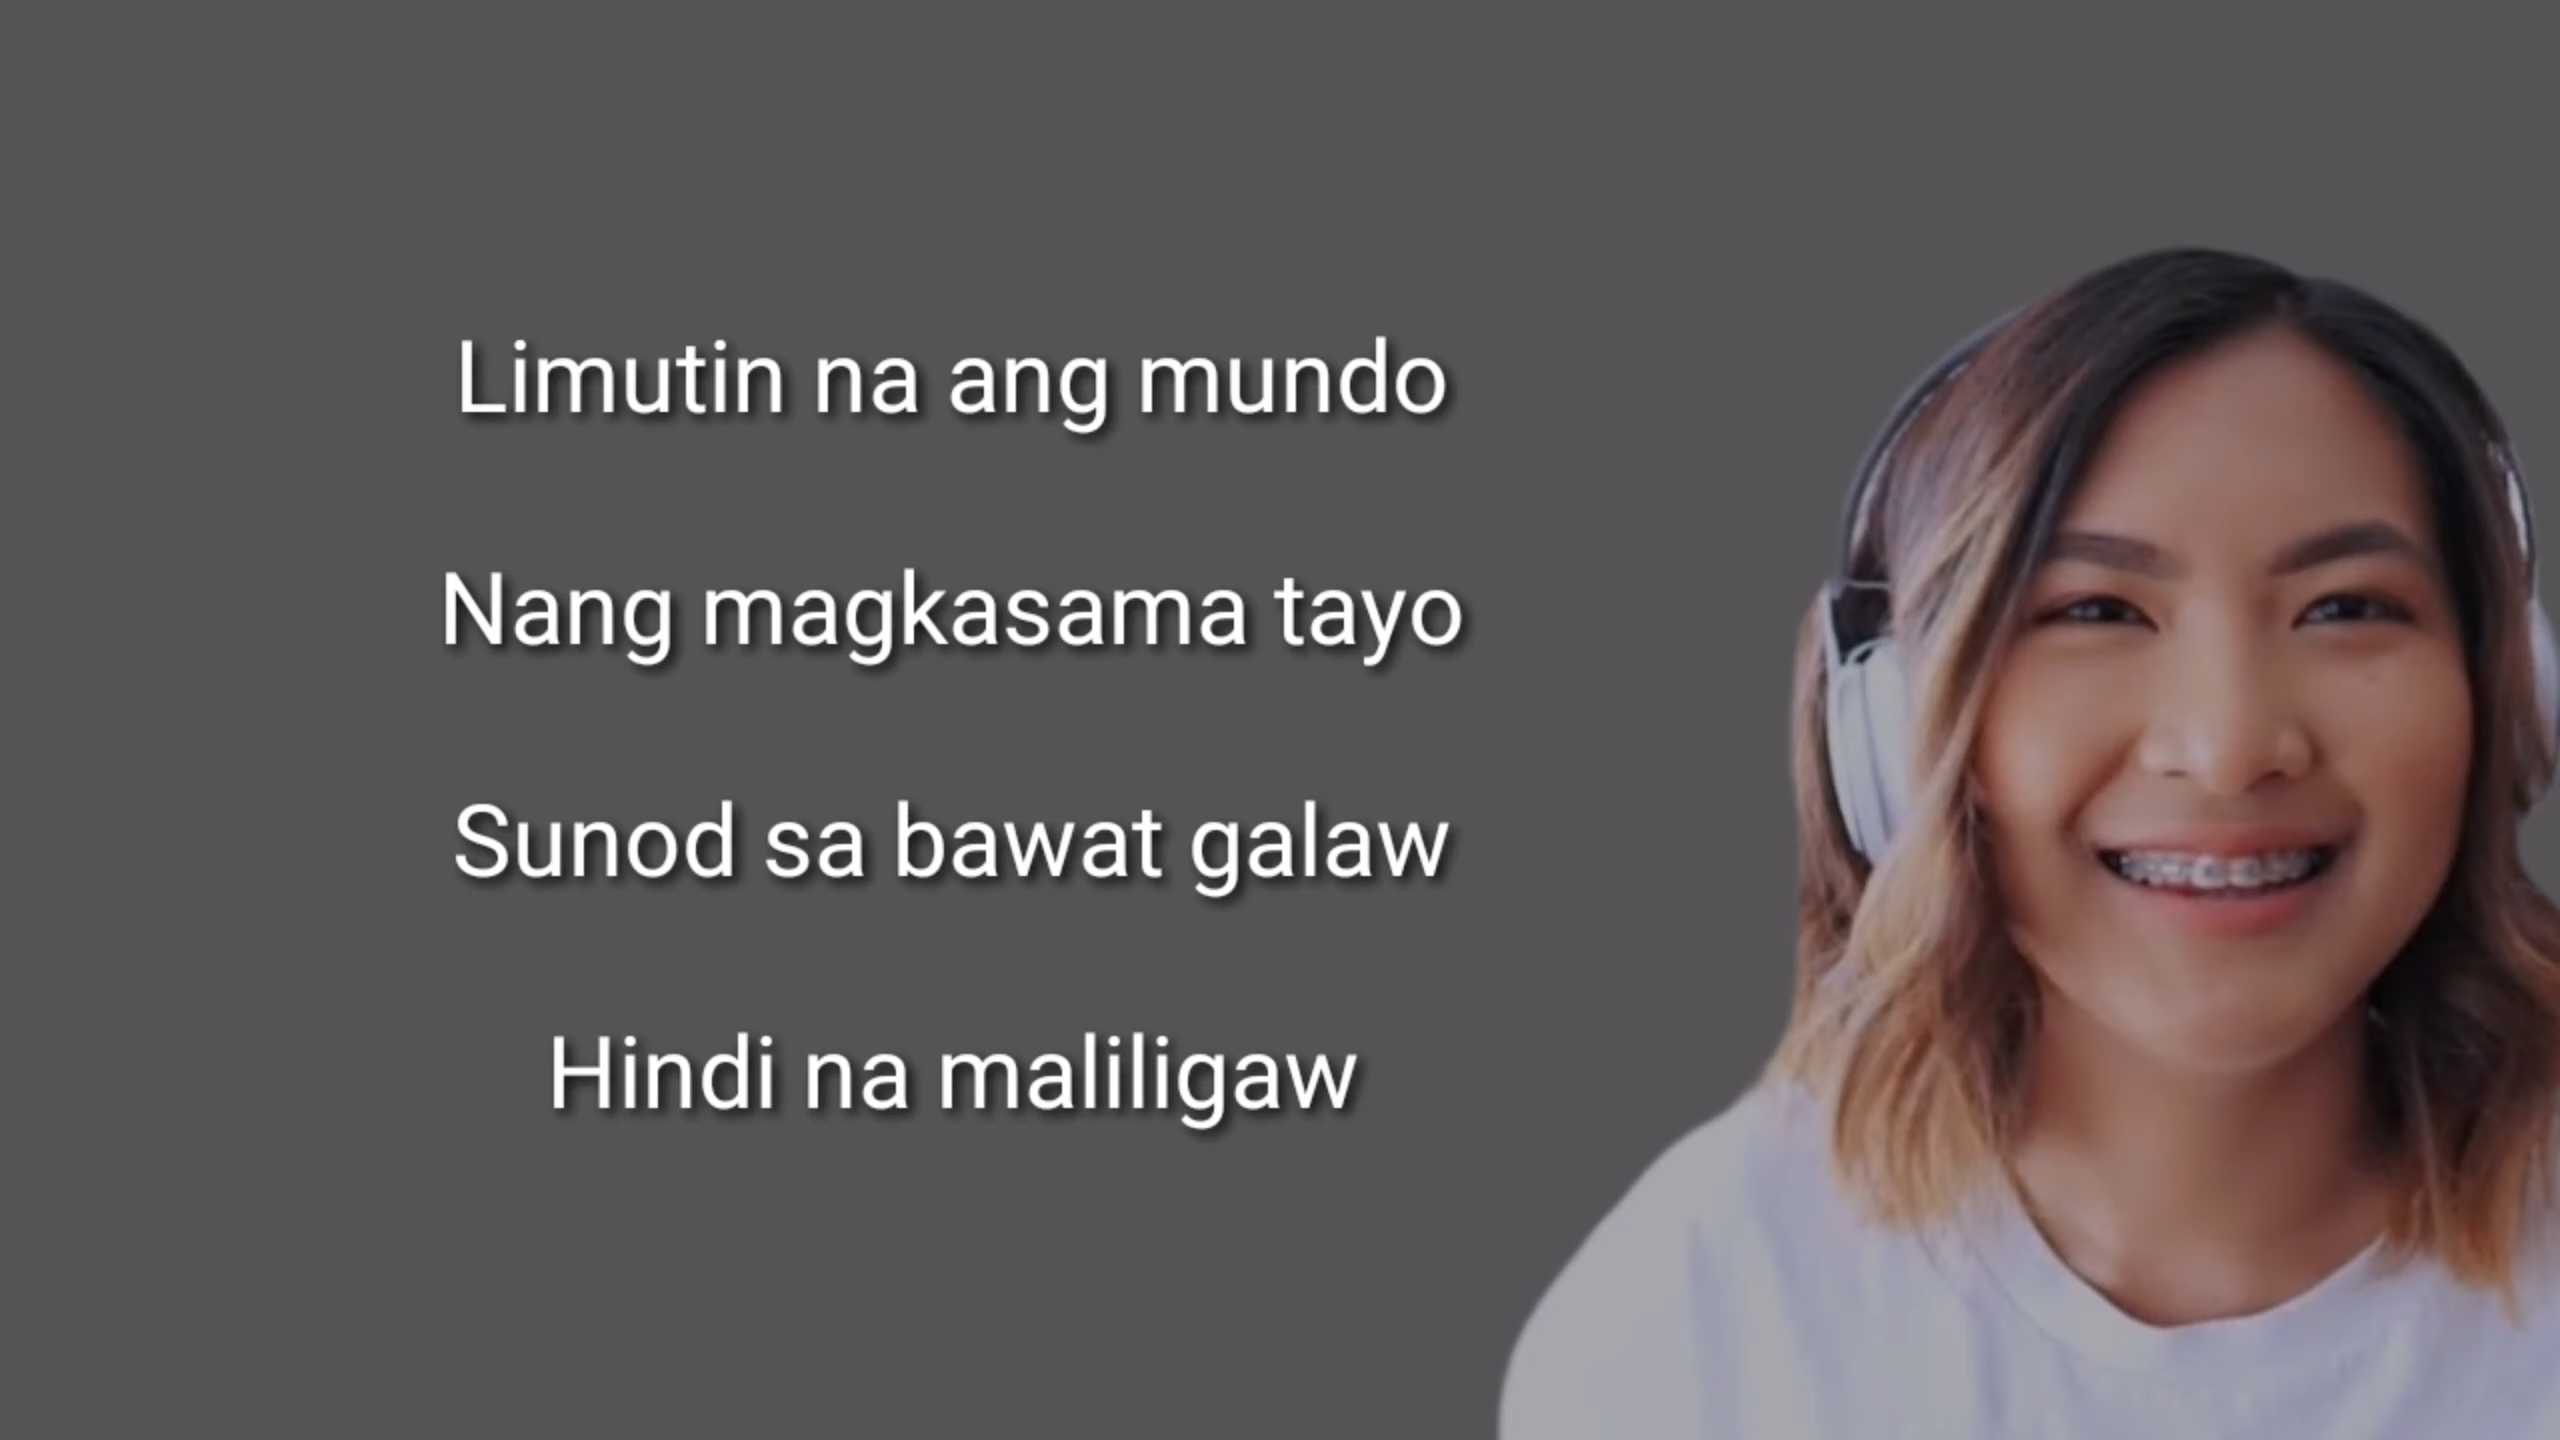 Limutin na ang mundo
Nang magkasama tayo
Sunod sa bawat galaw
Hindi na maliligaw